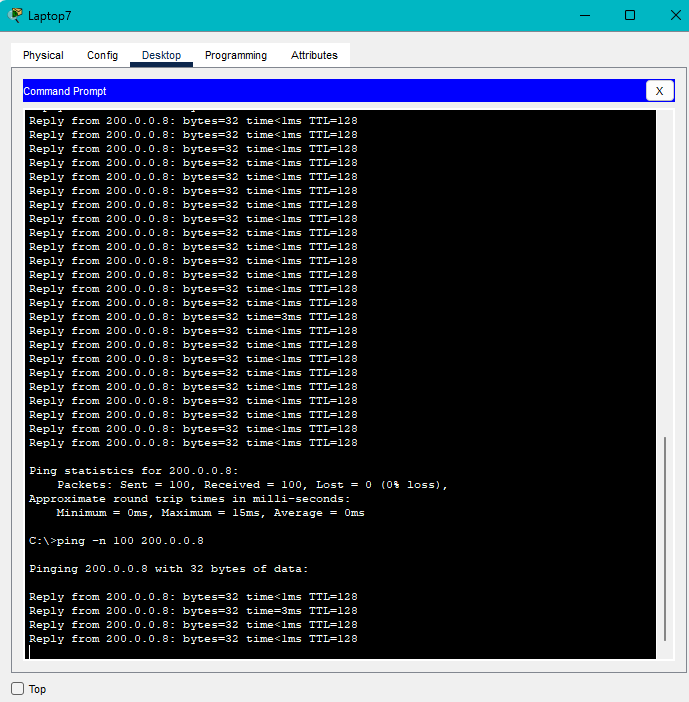 Laptop7
Physical Config Desktop Programming Attributes
Command Prompt
X
Reply from 200.0.0.8: bytes=32 time<1ms TTL=128
Reply from 200.0.0.8: bytes=32 time<1ms TTL=128
Reply from 200.0.0.8: bytes=32 time<1ms TTL=128
Reply from 200.0.0.8: bytes=32 time<1ms TTL=128
Reply from 200.0.0.8: bytes=32 time<1ms TTL=128
Reply from 200.0.0.8: bytes=32 time<1ms TTL=128
Reply from 200.0.0.8: bytes=32 time<1ms TTL=128
Reply from 200.0.0.8: bytes=32 time<1ms TTL=128
Reply from 200.0.0.8: bytes=32 time<1ms TTL=128
Reply from 200.0.0.8: bytes=32 time<1ms TTL=128
Reply from 200.0.0.8: bytes=32 time<1ms TTL=128
Reply from 200.0.0.8: bytes=32 time<1ms TTL=128
Reply from 200.0.0.8: bytes=32 time<1ms TTL=128
Reply from 200.0.0.8: bytes=32 time<1ms TTL=128
Reply from 200.0.0.8: bytes=32 time=3ms TTL=128
Reply from 200.0.0.8: bytes=32 time<1ms TTL=128
Reply from 200.0.0.8: bytes=32 time<1ms TTL=128
Reply from 200.0.0.8: bytes=32 time<1ms TTL=128
Reply from 200.0.0.8: bytes=32 time<1ms TTL=128
Reply from 200.0.0.8: bytes=32 time<1ms TTL=128
Reply from 200.0.0.8: bytes=32 time<1ms TTL=128
Reply from 200.0.0.8: bytes=32 time<1ms TTL=128
Reply from 200.0.0.8: bytes=32 time<1ms TTL=128
Reply from 200.0.0.8: bytes=32 time<1ms TTL=128
Ping statistics for 200.0.0.8:
Packets: Sent = 100, Received = 100, Lost = 0 (0% loss),
Approximate round trip times in milli-seconds:
Minimum = 0ms, Maximum = 15ms, Average = 0ms
C:\>ping -n 100 200.0.0.8
Pinging 200.0.0.8 with 32 bytes of data:
Reply from 200.0.0.8: bytes=32 time<1ms TTL=128
Reply from 200.0.0.8: bytes=32 time=3ms TTL=128
Reply from 200.0.0.8: bytes=32 time<1ms TTL=128
Reply from 200.0.0.8: bytes=32 time<1ms TTL=128
Top